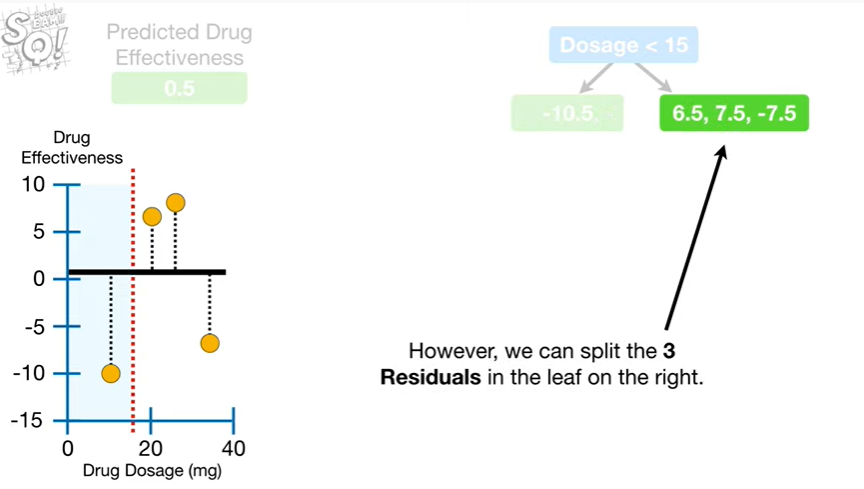 SQ!
Predicted Drug
Effectiveness
0.5
Dosage < 15
-10.5
6.5, 7.5, -7.5
Drug
Effectiveness
10
5
0
-5
-10
-15
0
20
40
Drug Dosage (mg)
However, we can split the 3
Residuals in the leaf on the right.